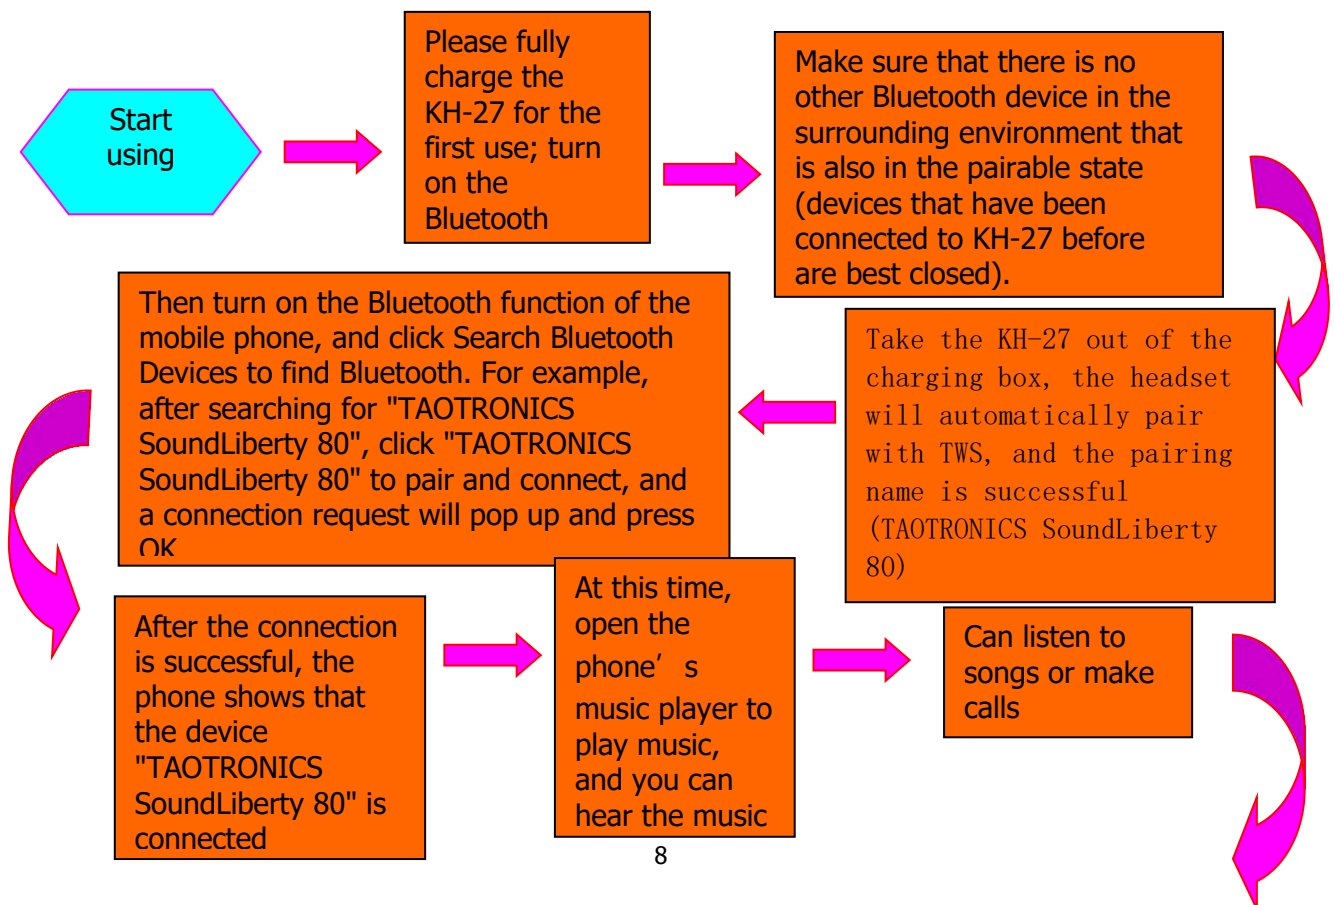 Start
using
Please fully
charge the
KH-27 for the
first use; turn
on the
Bluetooth
Make sure that there is no
other Bluetooth device in the
surrounding environment that
is also in the pairable state
(devices that have been
connected to KH-27 before
are best closed).
Take the KH-27 out of the
charging box, the headset
will automatically pair
with TWS, and the pairing
name is successful
(TAOTRONICS SoundLiberty
80)
Then turn on the Bluetooth function of the
mobile phone, and click Search Bluetooth
Devices to find Bluetooth. For example,
after searching for "TAOTRONICS
SoundLiberty 80", click "TAOTRONICS
SoundLiberty 80" to pair and connect, and
a connection request will pop up and press
OK
After the connection
is successful, the
phone shows that
the device
"TAOTRONICS
SoundLiberty 80" is
connected
At this time,
open the
phone’s
music player to
play music,
and you can
hear the music
Can listen to
songs or make
calls
8